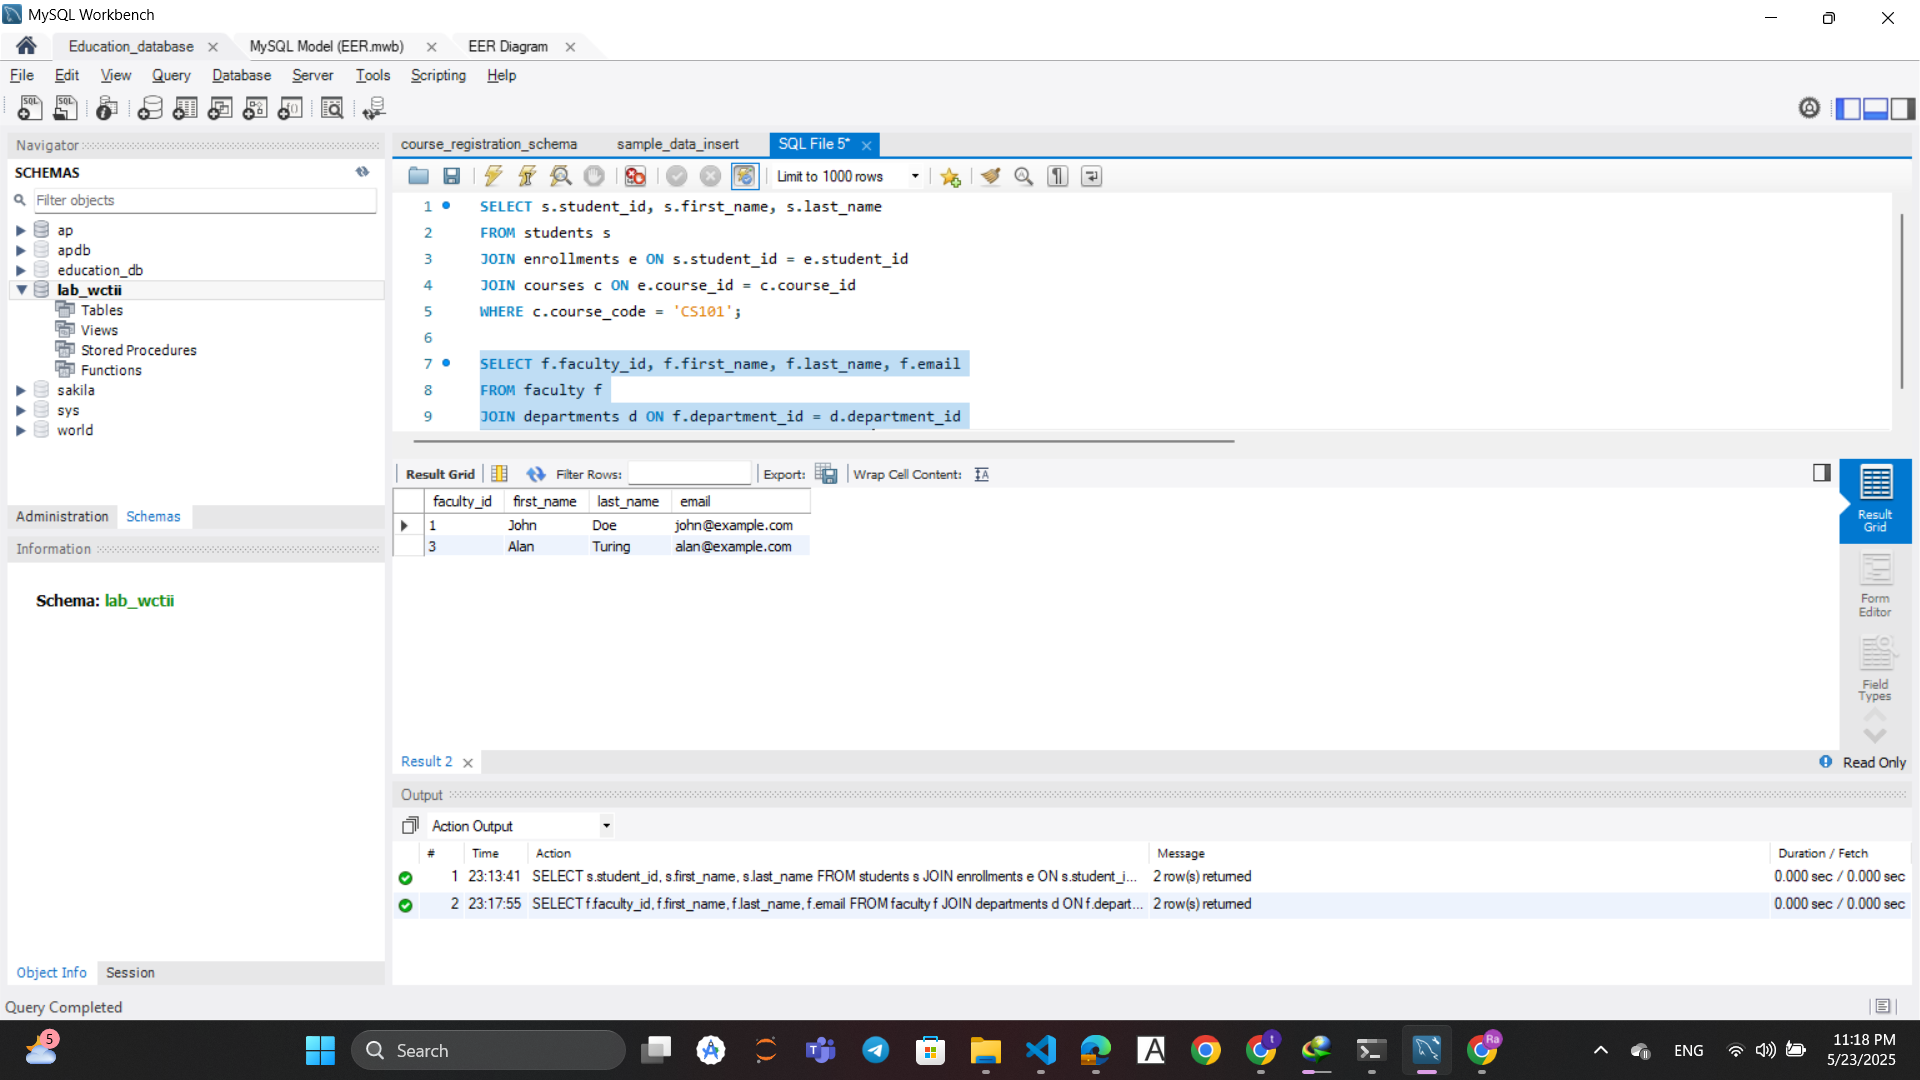 MySQL Workbench
Education_database
MySQL Model (EER.mwb)
EER Diagram
File Edit View Query Database Server Tools Scripting Help
Navigator
SCHEMAS
Filter objects
ap
apdb
education_db
lab_wctii
Tables
Views
Stored Procedures
Functions
sakila
sys
world
Administration Schemas
Information
Schema: lab_wctii
Object Info Session
Query Completed
course_registration_schema sample_data_insert SQL File 5*
Limit to 1000 rows
1 SELECT s.student_id, s.first_name, s.last_name
2 FROM students s
3 JOIN enrollments e ON s.student_id = e.student_id
4 JOIN courses c ON e.course_id = c.course_id
5 WHERE c.course_code = 'CS101';
6
7 SELECT f.faculty_id, f.first_name, f.last_name, f.email
8 FROM faculty f
9 JOIN departments d ON f.department_id = d.department_id
Result Grid Filter Rows: Export: Wrap Cell Content:
faculty_id first_name last_name email
1 John Doe john@example.com
3 Alan Turing alan@example.com
Result Grid
Form Editor
Field Types
Result 2
Read Only
Output
Action Output
# Time Action Message Duration / Fetch
1 23:13:41 SELECT s.student_id, s.first_name, s.last_name FROM students s JOIN enrollments e ON s.student_i... 2 row(s) returned 0.000 sec / 0.000 sec
2 23:17:55 SELECT f.faculty_id, f.first_name, f.last_name, f.email FROM faculty f JOIN departments d ON f.depart... 2 row(s) returned 0.000 sec / 0.000 sec
5
Search
ENG
11:18 PM
5/23/2025